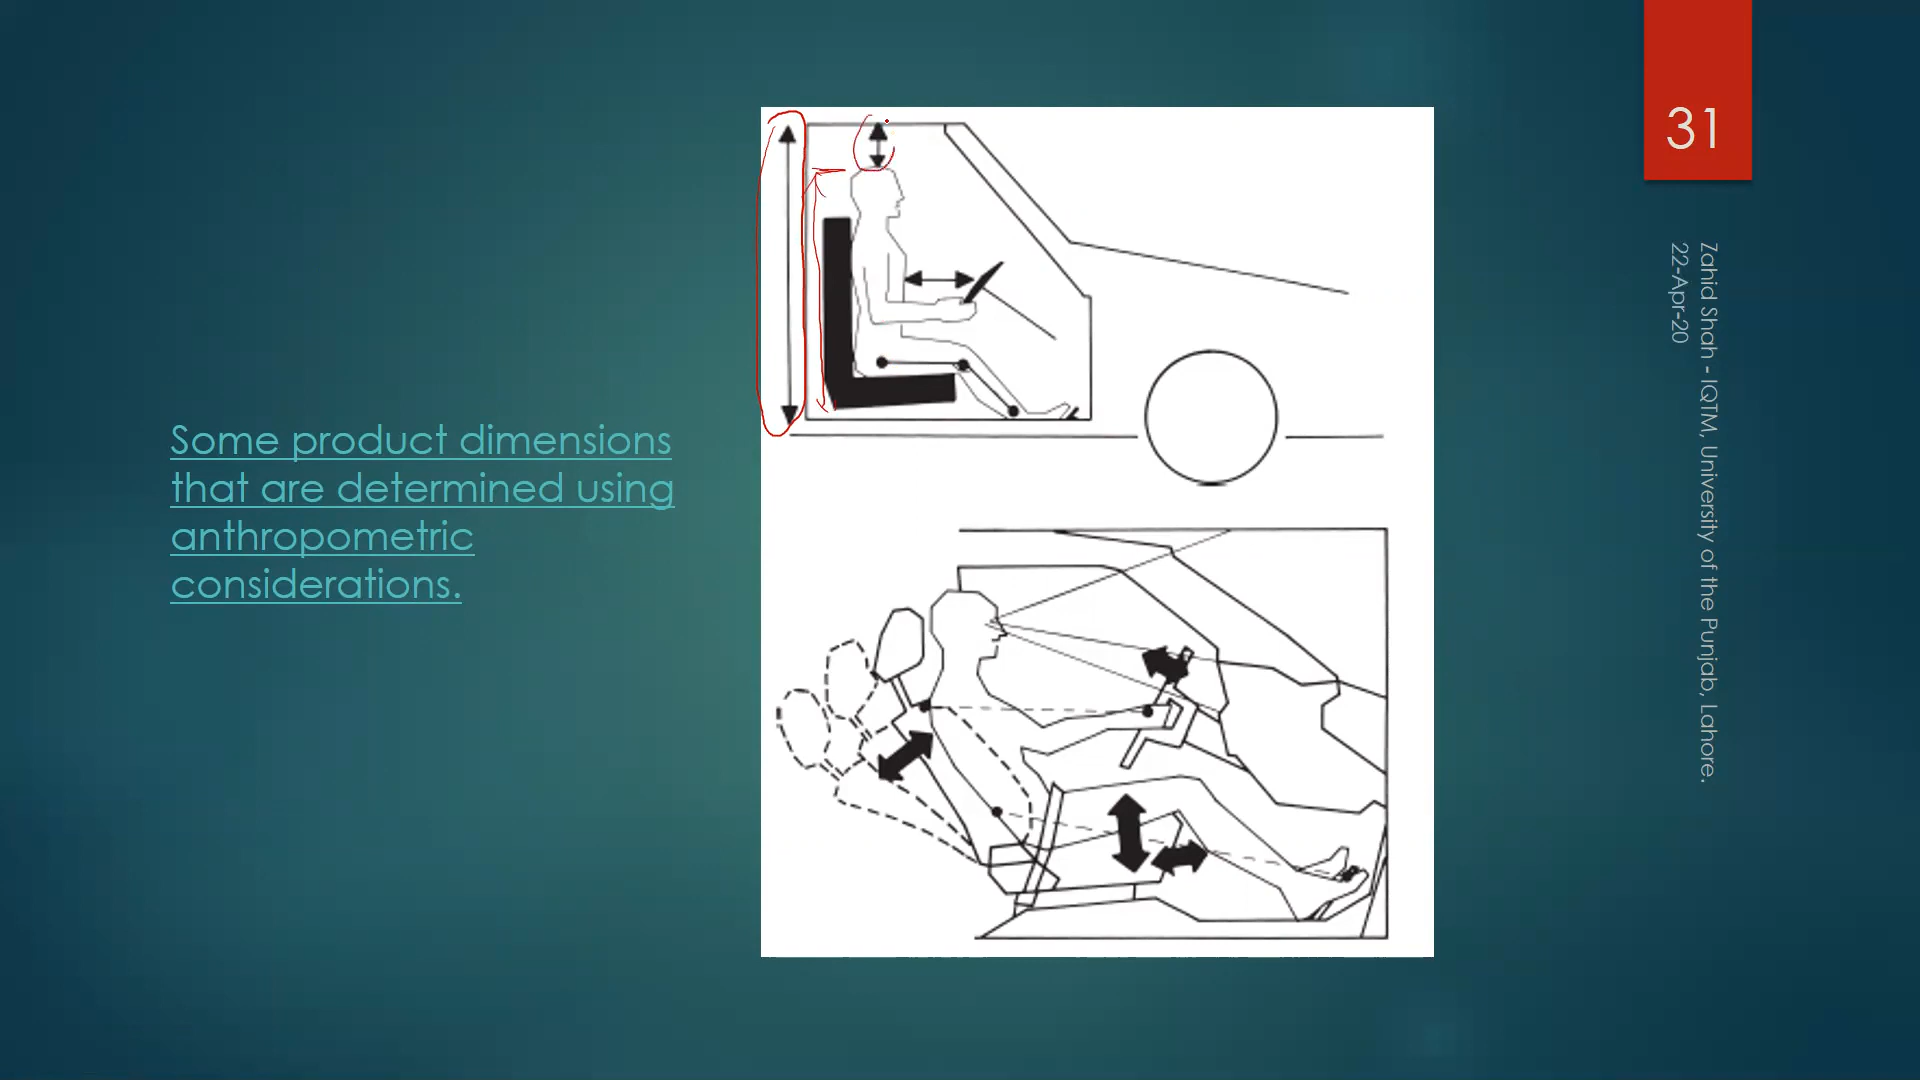 31
Some product dimensions
that are determined using
anthropometric
considerations.
Zahid Shah - IQTM, University of the Punjab, Lahore.
22-Apr-20